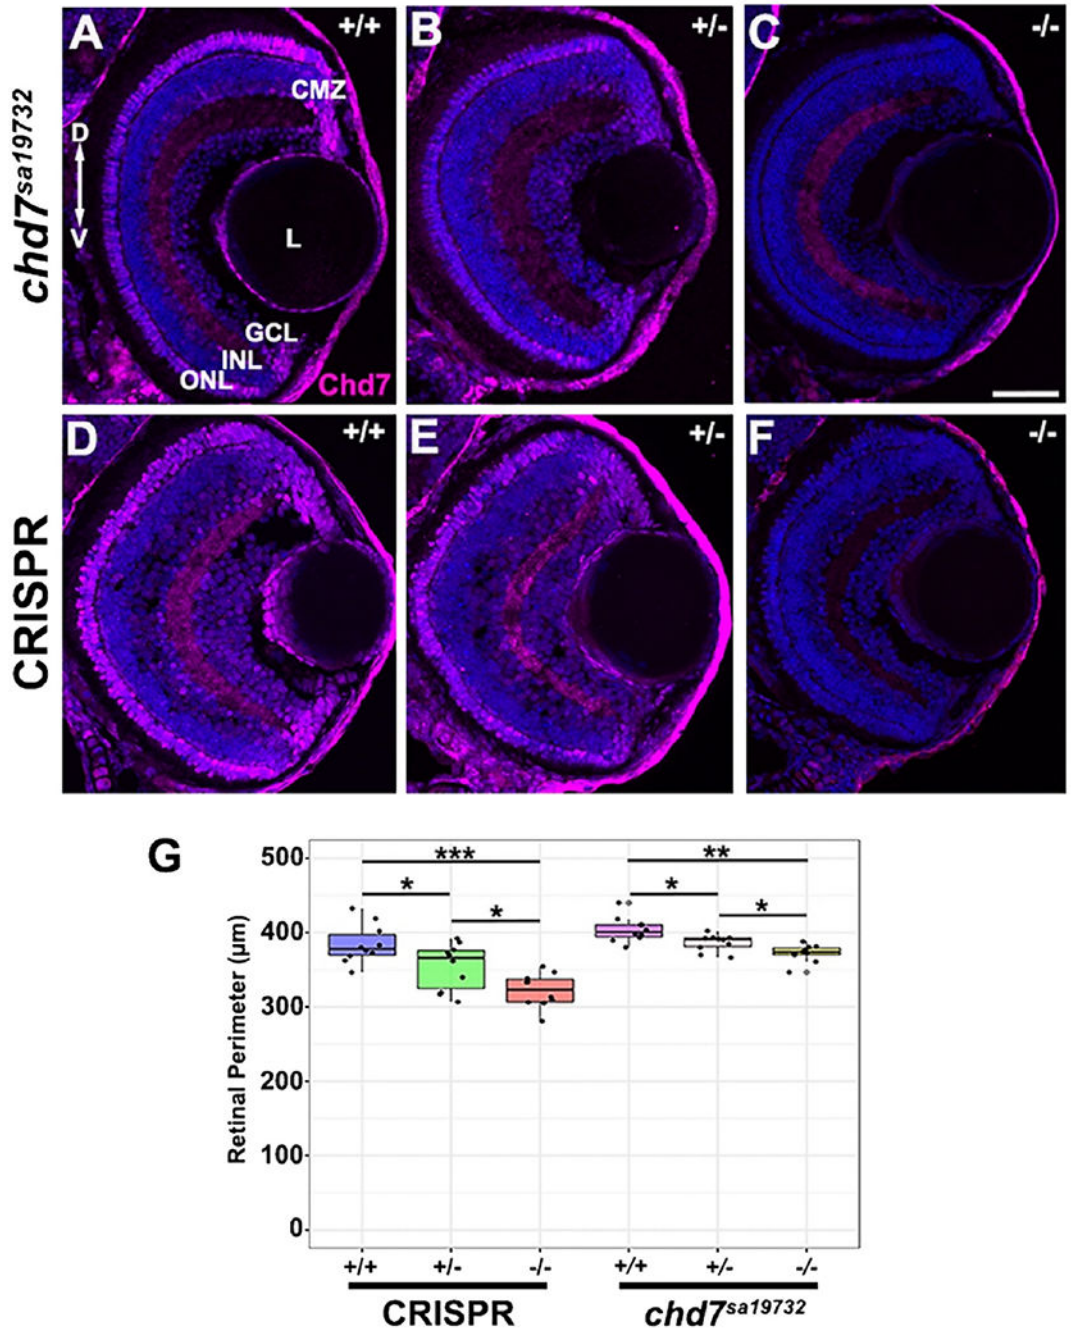 chd7sa19732
A
+/+
CMZ
D
V
L
GCL
INL
ONL
Chd7
B
+/-
C
-/-
CRISPR
D
+/+
E
+/-
F
-/-
G
Retinal Perimeter (µm)
500
400
300
200
100
0
***
*
*
**
*
*
+/+ +/- -/- +/+ +/- -/-
CRISPR chd7sa19732